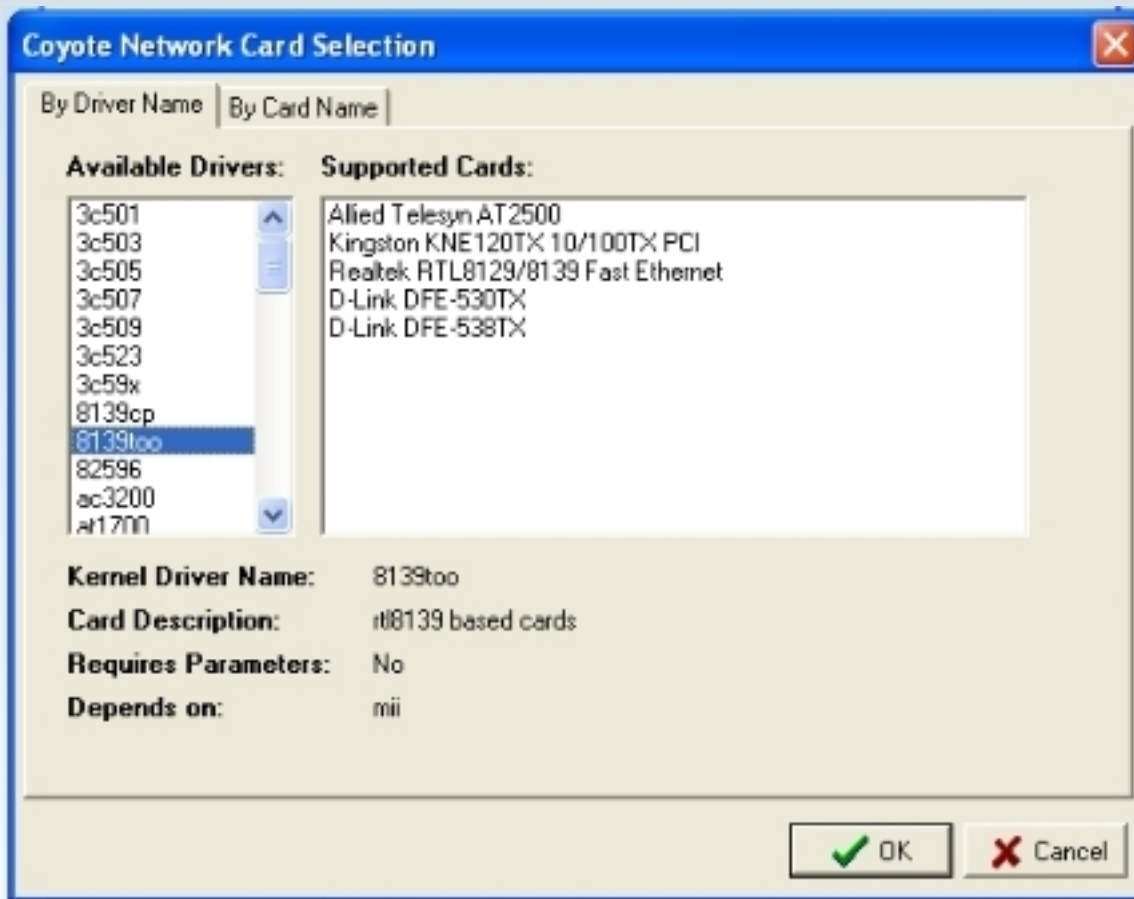 Coyote Network Card Selection
By Driver Name
By Card Name
Available Drivers:
3c501
3c503
3c505
3c507
3c509
3c523
3c59x
8139cp
8139too
82596
ac3200
at1700
Supported Cards:
Allied Telesyn AT2500
Kingston KNE120TX 10/100TX PCI
Realtek RTL8129/8139 Fast Ethernet
D-Link DFE-530TX
D-Link DFE-538TX
Kernel Driver Name: 8139too
Card Description: rtl8139 based cards
Requires Parameters: No
Depends on: mii
OK
Cancel